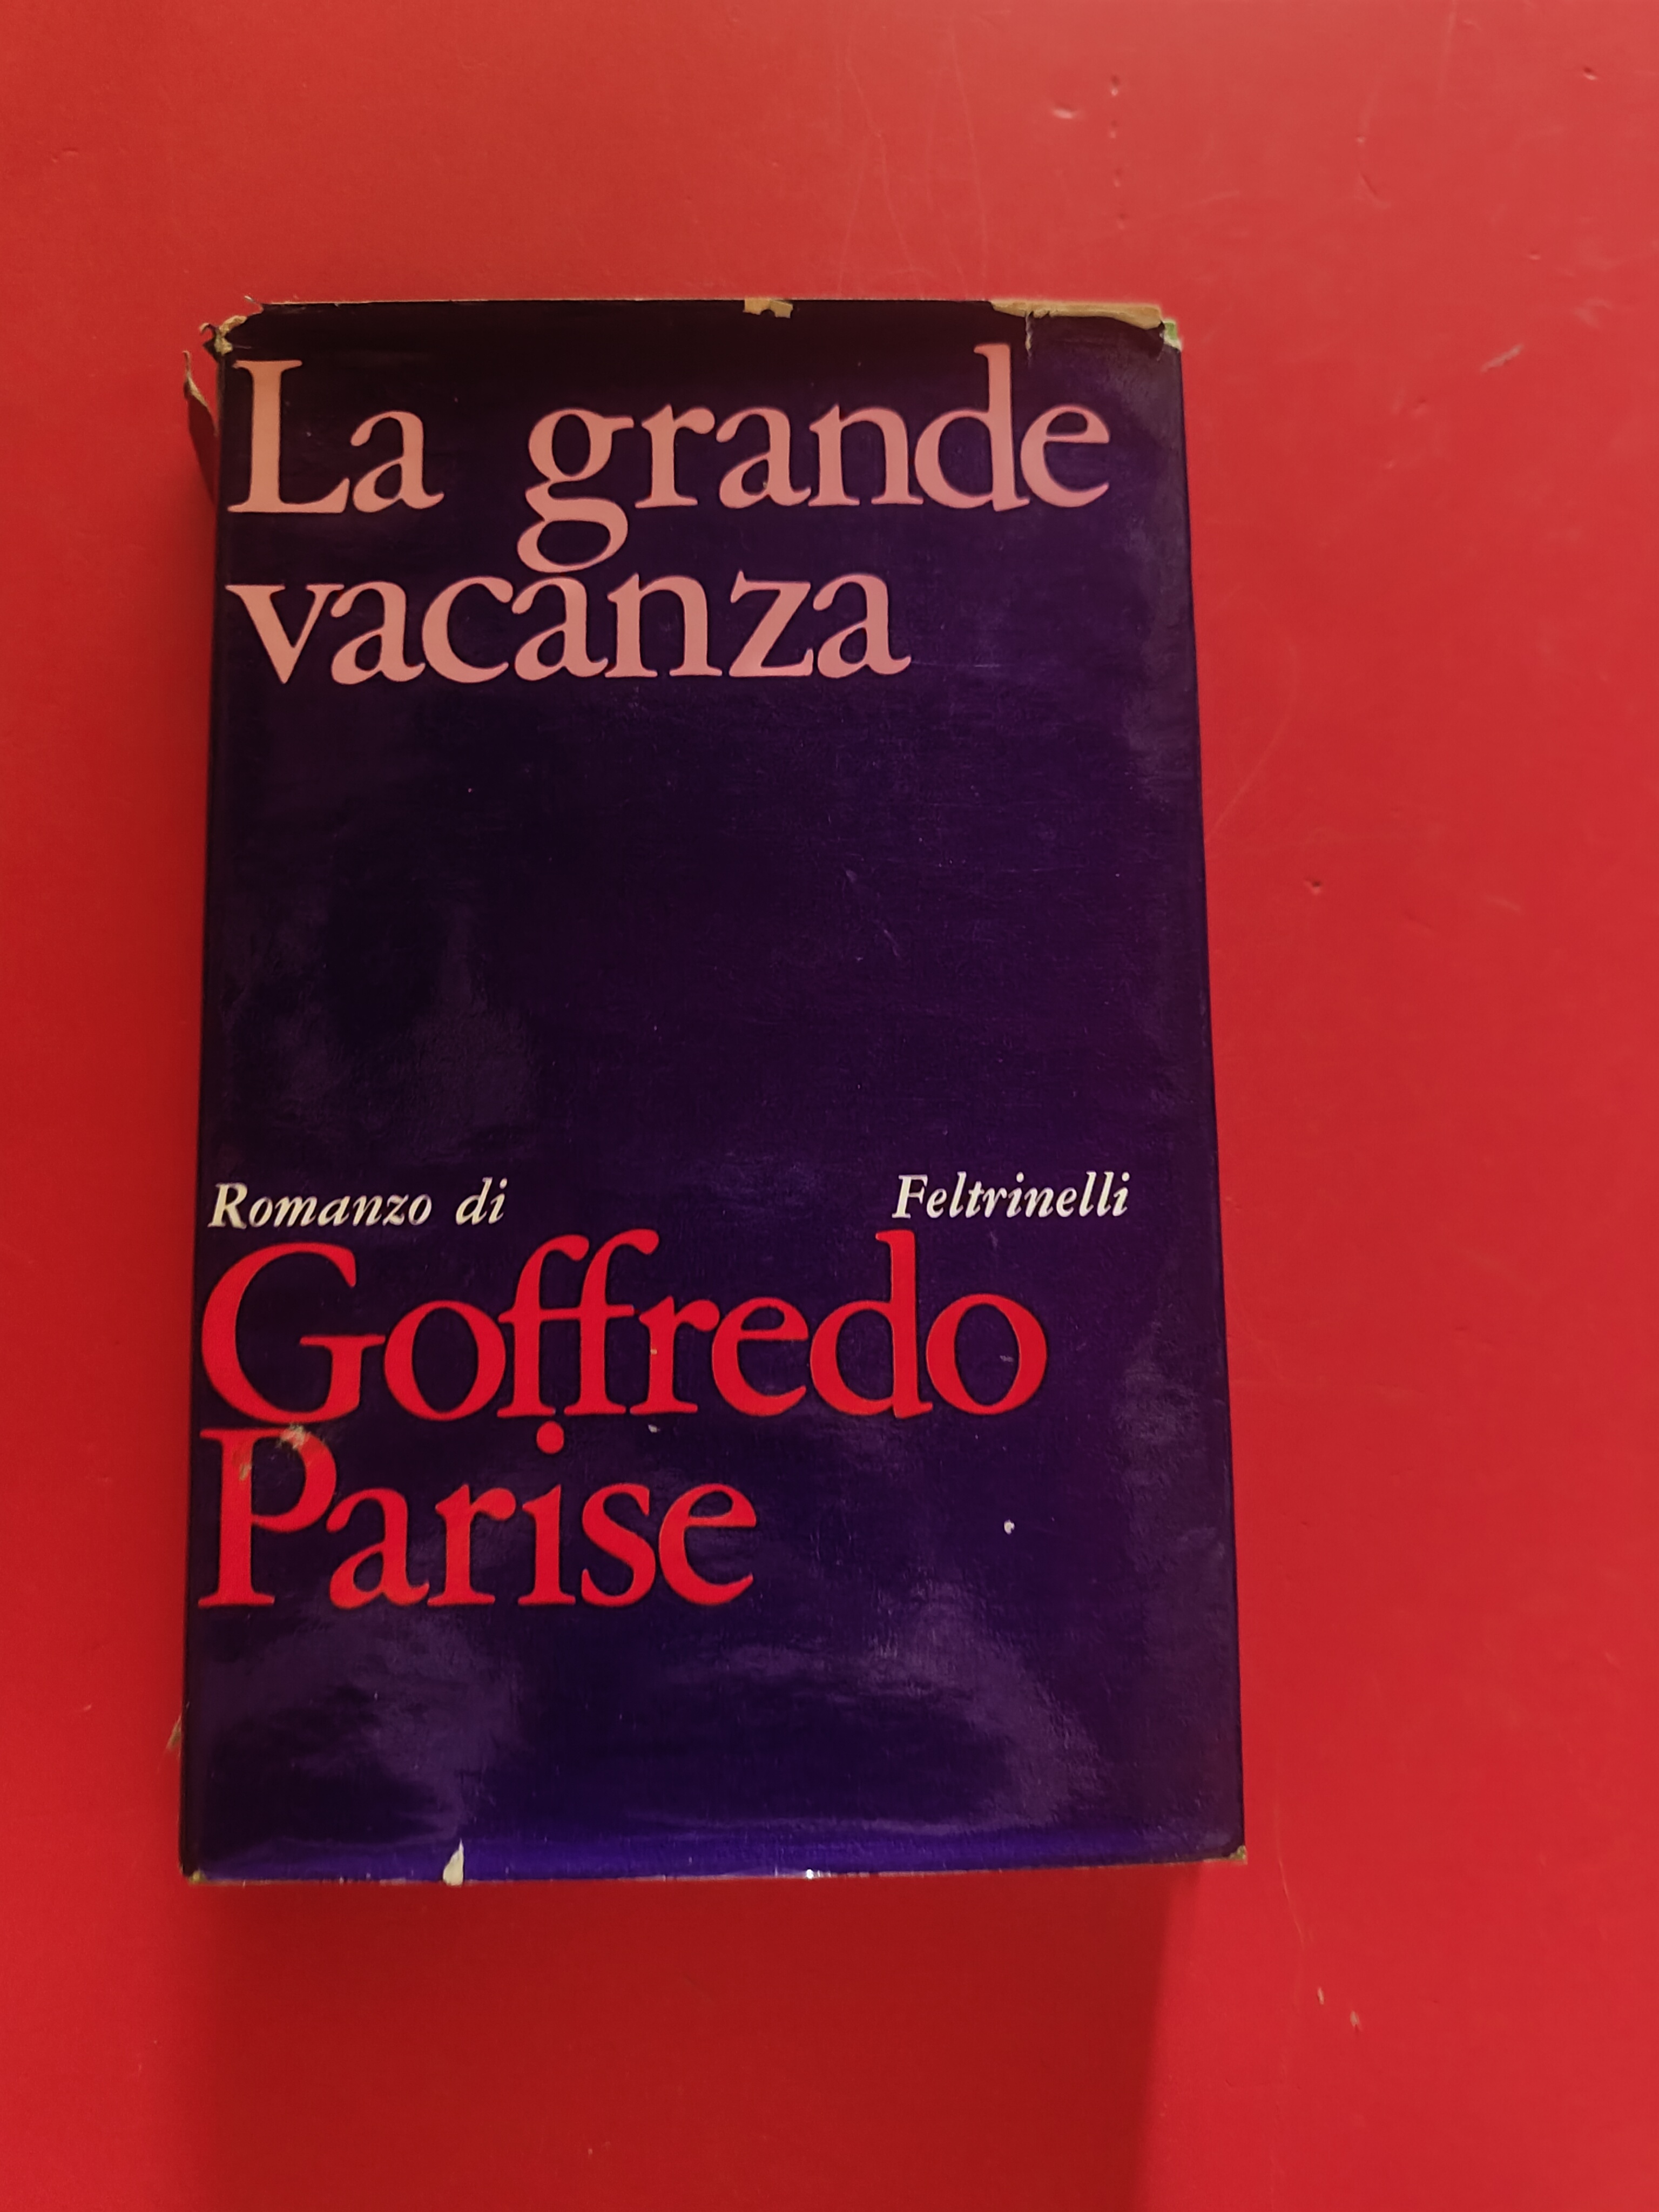 La grande
vacanza
Romanzo di
Feltrinelli
Goffredo
Parise